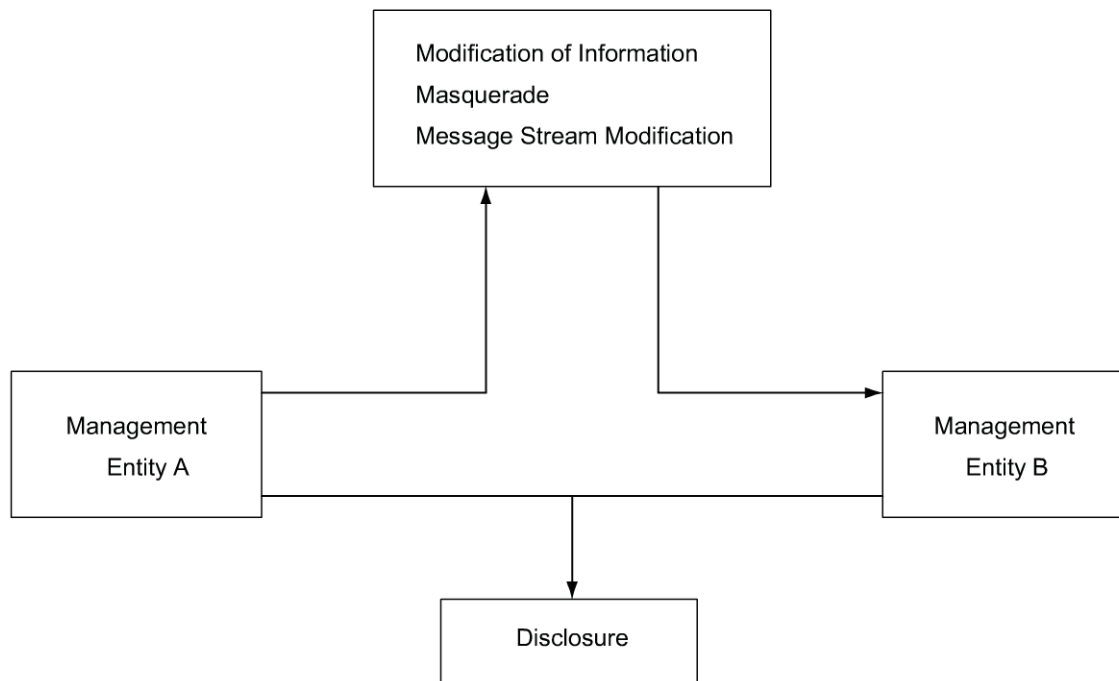 Modification of Information
Masquerade
Message Stream Modification
Management
Entity A
Management
Entity B
Disclosure